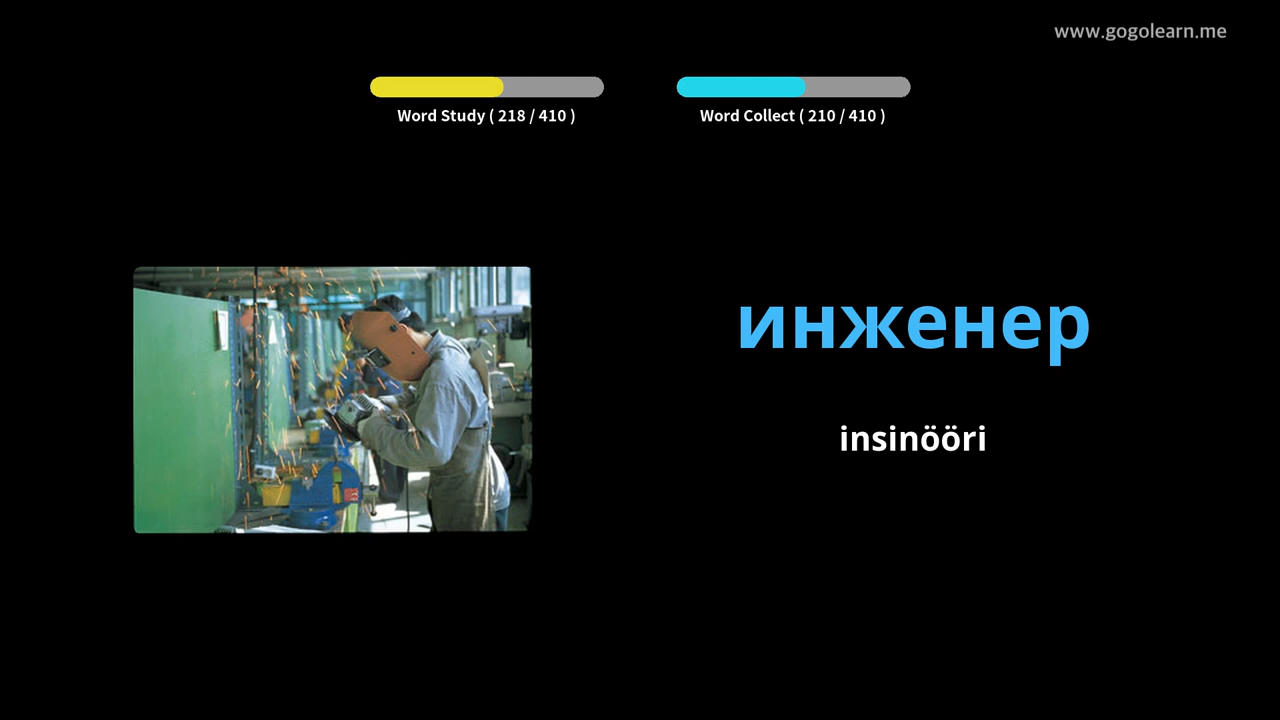 www.gogolearn.me
Word Study ( 218 / 410 )
Word Collect ( 210 / 410 )
инженер
insinööri